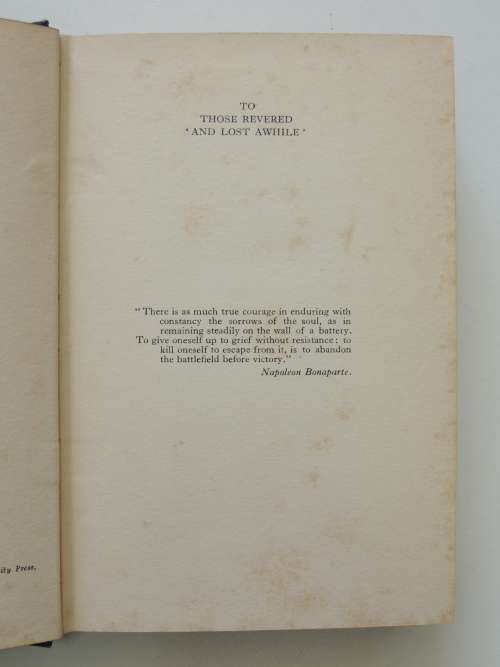 TO
THOSE REVERED
‘AND LOST AWHILE’
“There is as much true courage in enduring with
constancy the sorrows of the soul, as in
remaining steadily on the wall of a battery.
To give oneself up to grief without resistance: to
kill oneself to escape from it, is to abandon
the battlefield before victory.”
Napoleon Bonaparte.
Press.